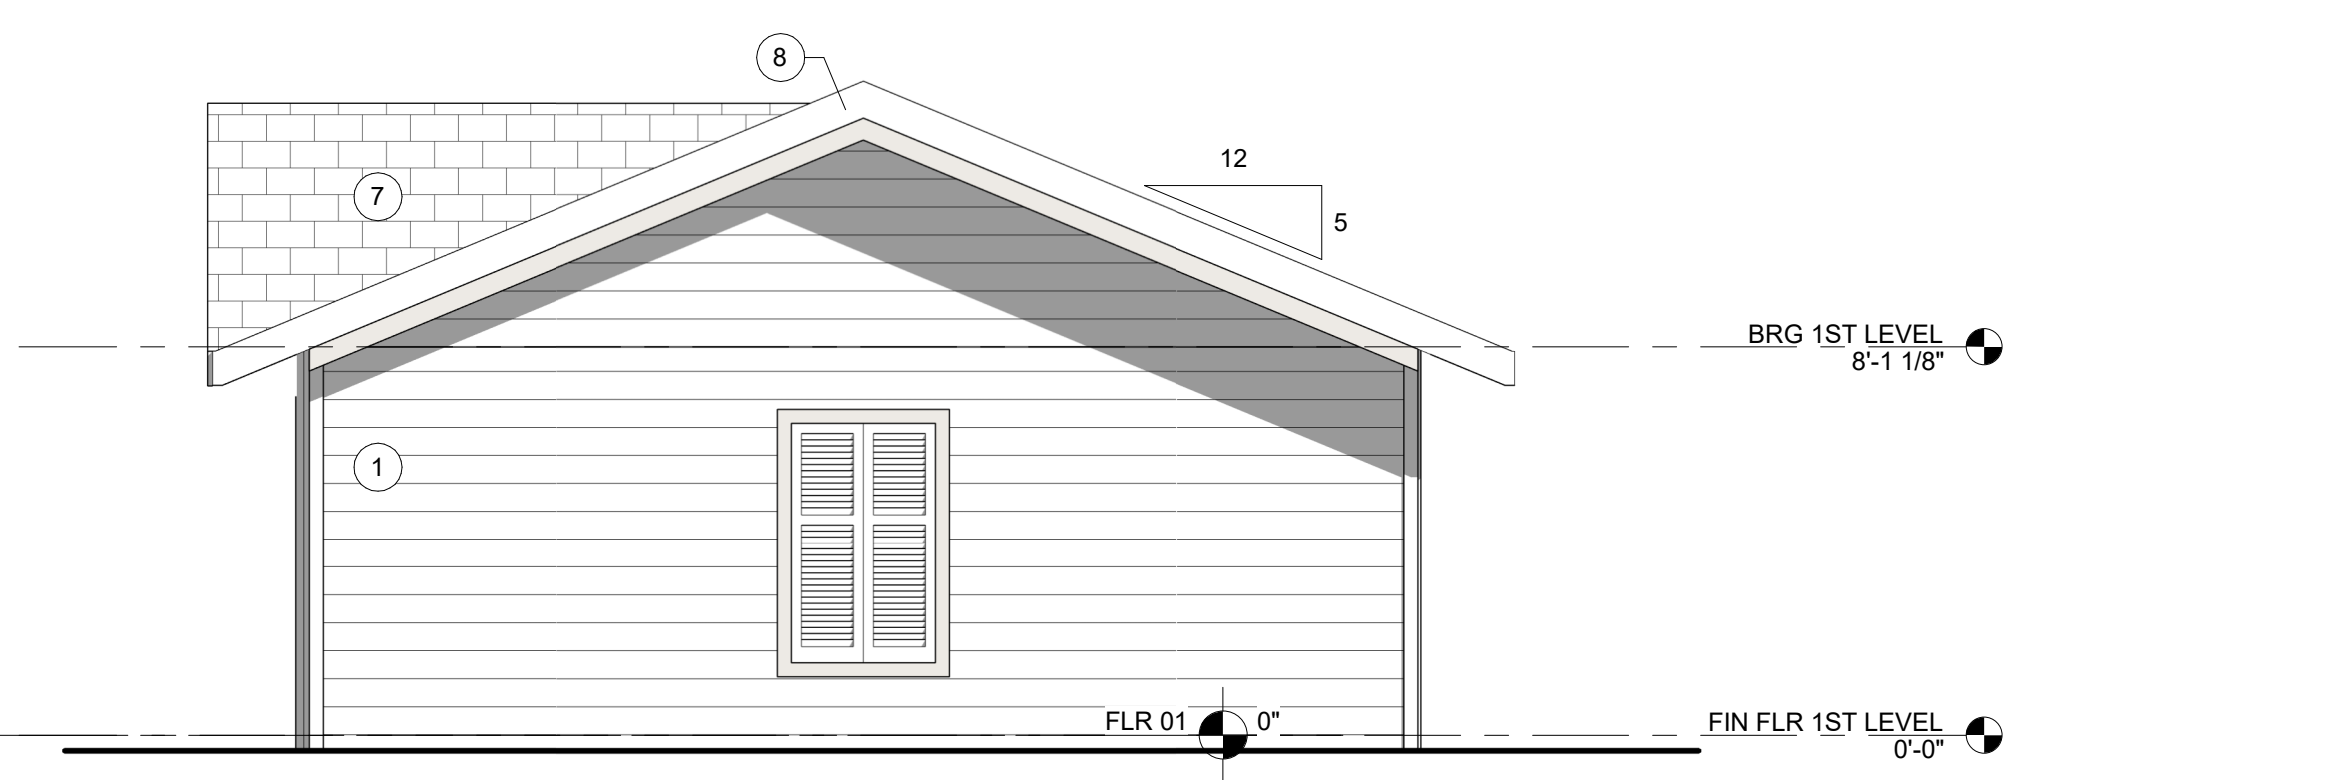 8
12
7
5
BRG 1ST LEVEL
8'-1 1/8"
1
FLR 01 0"
FIN FLR 1ST LEVEL
0'-0"